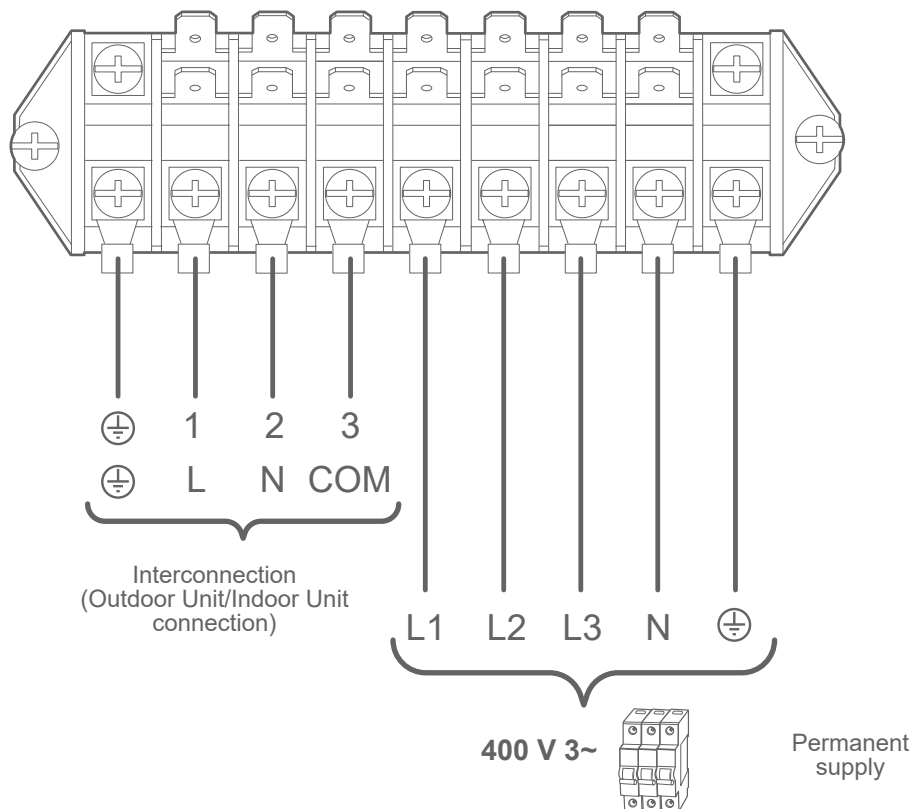 1 2 3
L N COM
Interconnection
(Outdoor Unit/Indoor Unit
connection)
L1 L2 L3 N
400 V 3~
Permanent
supply